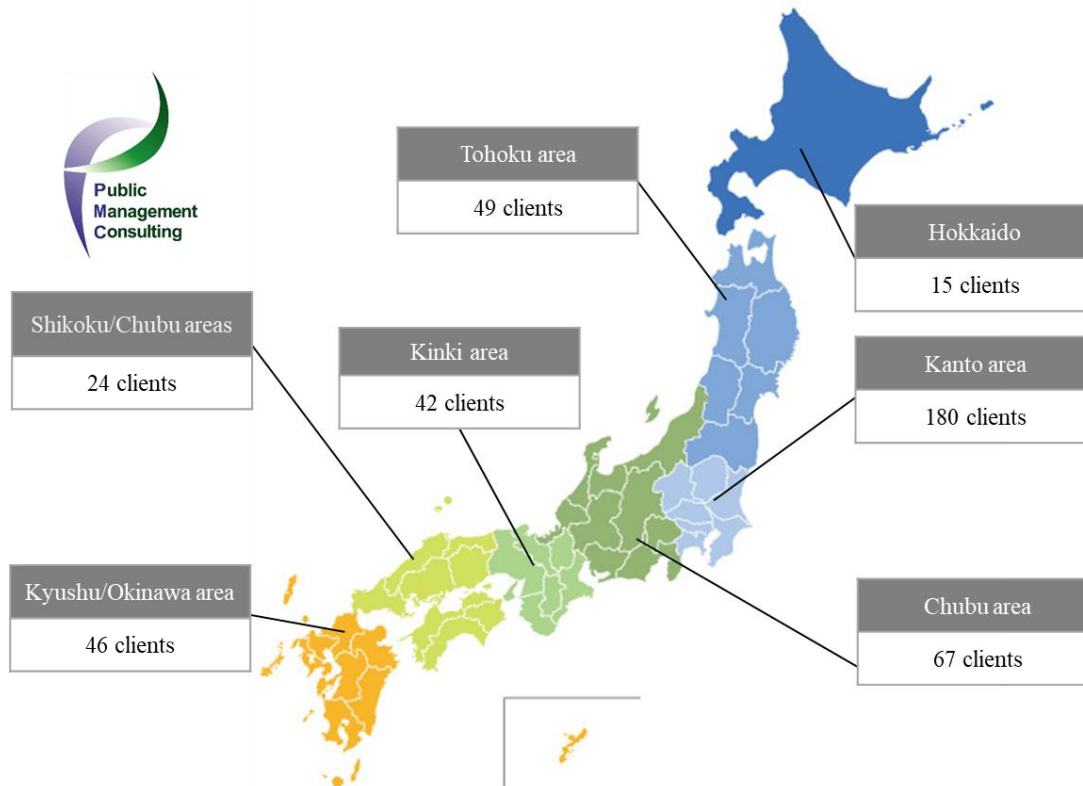 Public
Management
Consulting
Tohoku area
49 clients
Hokkaido
15 clients
Shikoku/Chubu areas
24 clients
Kinki area
42 clients
Kanto area
180 clients
Kyushu/Okinawa area
46 clients
Chubu area
67 clients